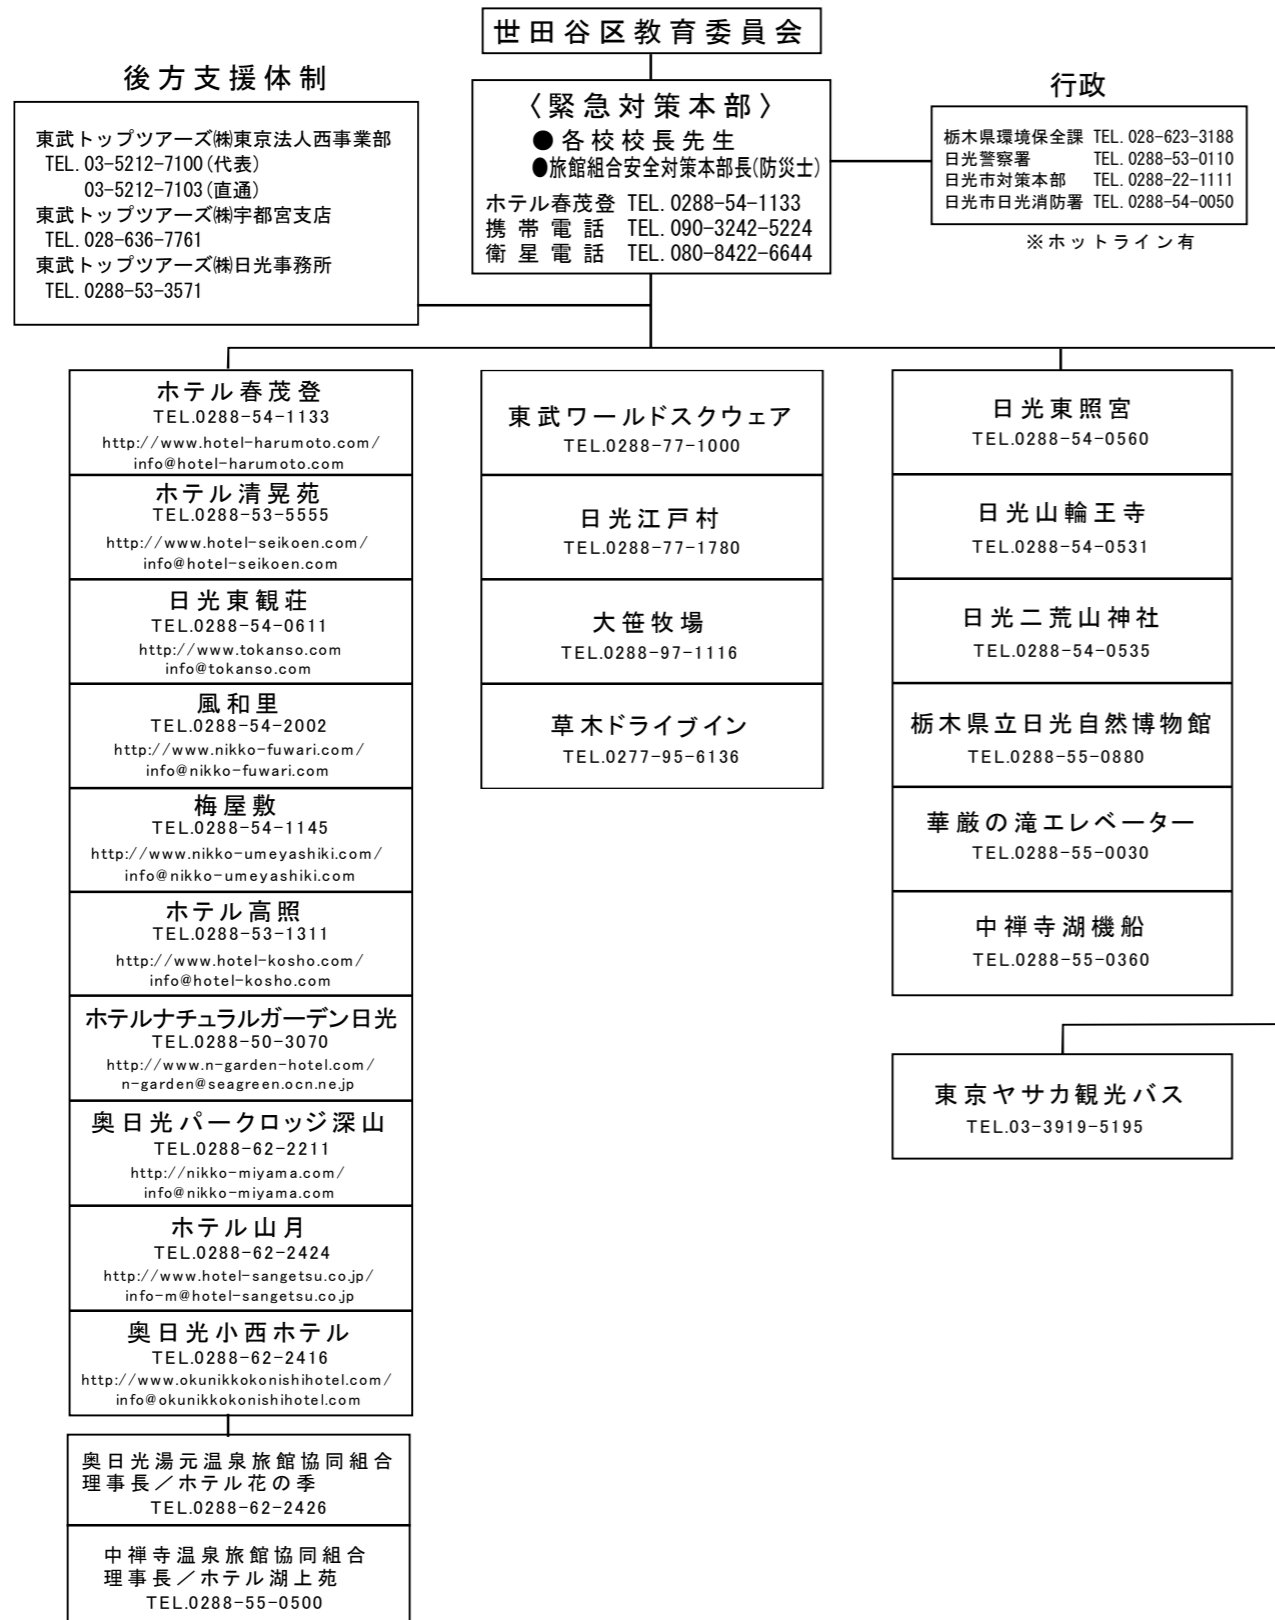 世田谷区教育委員会
後方支援体制
東武トップツアーズ㈱東京法人西事業部
TEL. 03-5212-7100(代表)
03-5212-7103(直通)
東武トップツアーズ㈱宇都宮支店
TEL. 028-636-7761
東武トップツアーズ㈱日光事務所
TEL. 0288-53-3571
〈緊急対策本部〉
●各校校長先生
●旅館組合安全対策本部長(防災士)
ホテル春茂登 TEL. 0288-54-1133
携帯電話 TEL. 090-3242-5224
衛星電話 TEL. 080-8422-6644
行政
栃木県環境保全課 TEL. 028-623-3188
日光警察署 TEL. 0288-53-0110
日光市対策本部 TEL. 0288-22-1111
日光市日光消防署 TEL. 0288-54-0050
※ホットライン有
ホテル春茂登
TEL.0288-54-1133
http://www.hotel-harumoto.com/
info@hotel-harumoto.com
ホテル清晃苑
TEL.0288-53-5555
http://www.hotel-seikoen.com/
info@hotel-seikoen.com
日光東観荘
TEL.0288-54-0611
http://www.tokanso.com
info@tokanso.com
風和里
TEL.0288-54-2002
http://www.nikko-fuwari.com/
info@nikko-fuwari.com
梅屋敷
TEL.0288-54-1145
http://www.nikko-umeyashiki.com/
info@nikko-umeyashiki.com
ホテル高照
TEL.0288-53-1311
http://www.hotel-kosho.com/
info@hotel-kosho.com
ホテルナチュラルガーデン日光
TEL.0288-50-3070
http://www.n-garden-hotel.com/
n-garden@seagreen.ocn.ne.jp
奥日光パークロッジ深山
TEL.0288-62-2211
http://nikko-miyama.com/
info@nikko-miyama.com
ホテル山月
TEL.0288-62-2424
http://www.hotel-sangetsu.co.jp/
info-m@hotel-sangetsu.co.jp
奥日光小西ホテル
TEL.0288-62-2416
http://www.okunikkokonishihotel.com/
info@okunikkokonishihotel.com
奥日光湯元温泉旅館協同組合
理事長／ホテル花の季
TEL.0288-62-2426
中禅寺温泉旅館協同組合
理事長／ホテル湖上苑
TEL.0288-55-0500
東武ワールドスクウェア
TEL.0288-77-1000
日光江戸村
TEL.0288-77-1780
大笹牧場
TEL.0288-97-1116
草木ドライブイン
TEL.0277-95-6136
日光東照宮
TEL.0288-54-0560
日光山輪王寺
TEL.0288-54-0531
日光二荒山神社
TEL.0288-54-0535
栃木県立日光自然博物館
TEL.0288-55-0880
華厳の滝エレベーター
TEL.0288-55-0030
中禅寺湖機船
TEL.0288-55-0360
東京ヤサカ観光バス
TEL.03-3919-5195